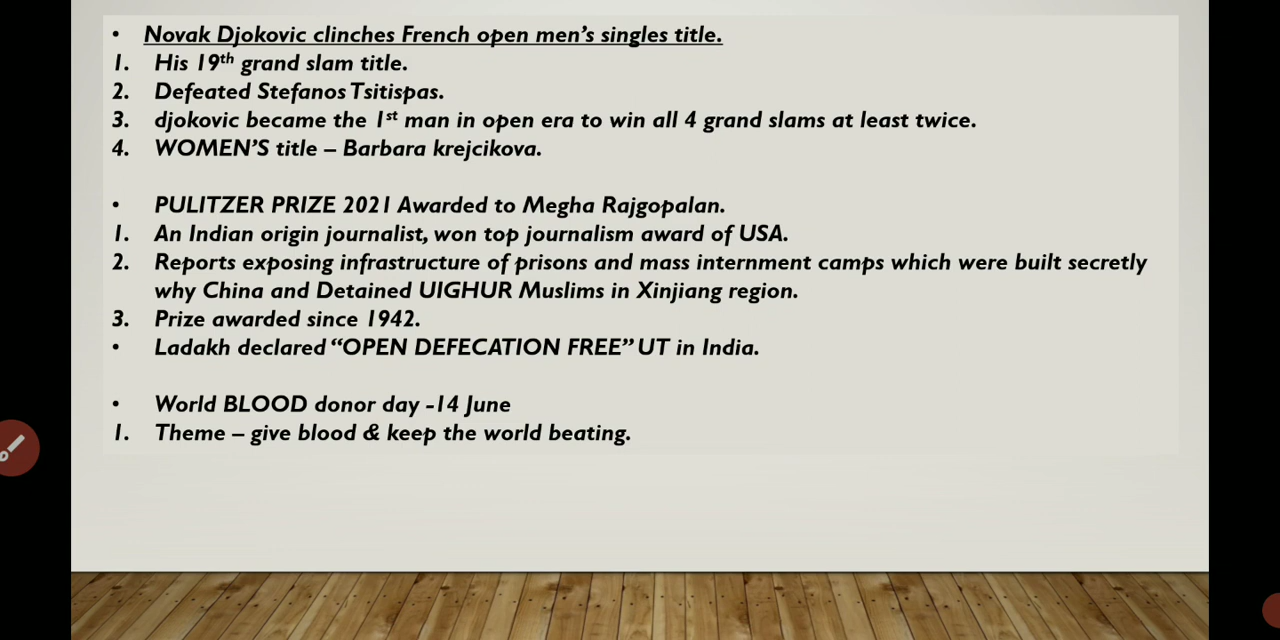 • Novak Djokovic clinches French open men's singles title.
1. His 19th grand slam title.
2. Defeated Stefanos Tsitispas.
3. djokovic became the 1st man in open era to win all 4 grand slams at least twice.
4. WOMEN'S title – Barbara krejcikova.
• PULITZER PRIZE 2021 Awarded to Megha Rajgopalan.
1. An Indian origin journalist, won top journalism award of USA.
2. Reports exposing infrastructure of prisons and mass internment camps which were built secretly
why China and Detained UIGHUR Muslims in Xinjiang region.
3. Prize awarded since 1942.
• Ladakh declared “OPEN DEFECATION FREE” UT in India.
• World BLOOD donor day -14 June
1. Theme – give blood & keep the world beating.